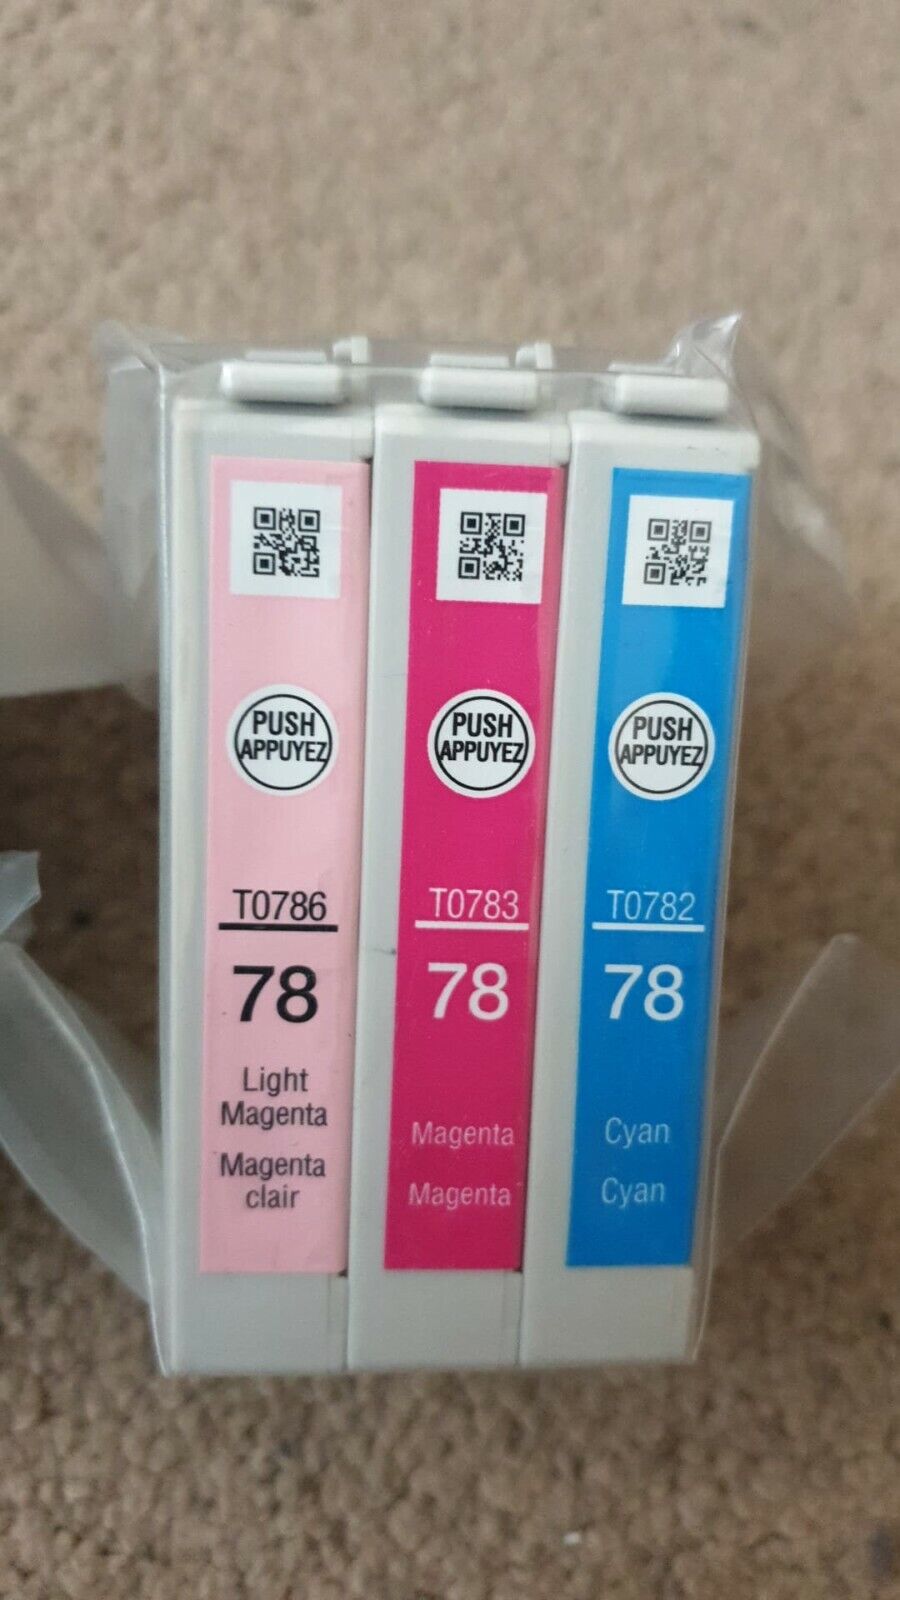 PUSH
APPUYEZ
T0786
78
Light
Magenta
Magenta
clair
PUSH
APPUYEZ
T0783
78
Magenta
Magenta
PUSH
APPUYEZ
T0782
78
Cyan
Cyan